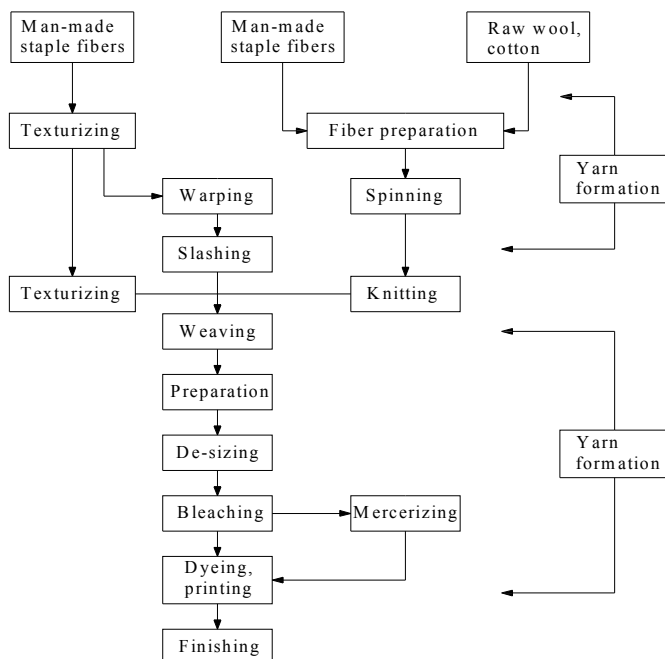 Man-made
staple fibers
Man-made
staple fibers
Raw wool,
cotton
Texturizing
Fiber preparation
Yarn
formation
Warping
Spinning
Slashing
Texturizing
Knitting
Weaving
Preparation
De-sizing
Yarn
formation
Bleaching
Mercerizing
Dyeing,
printing
Finishing